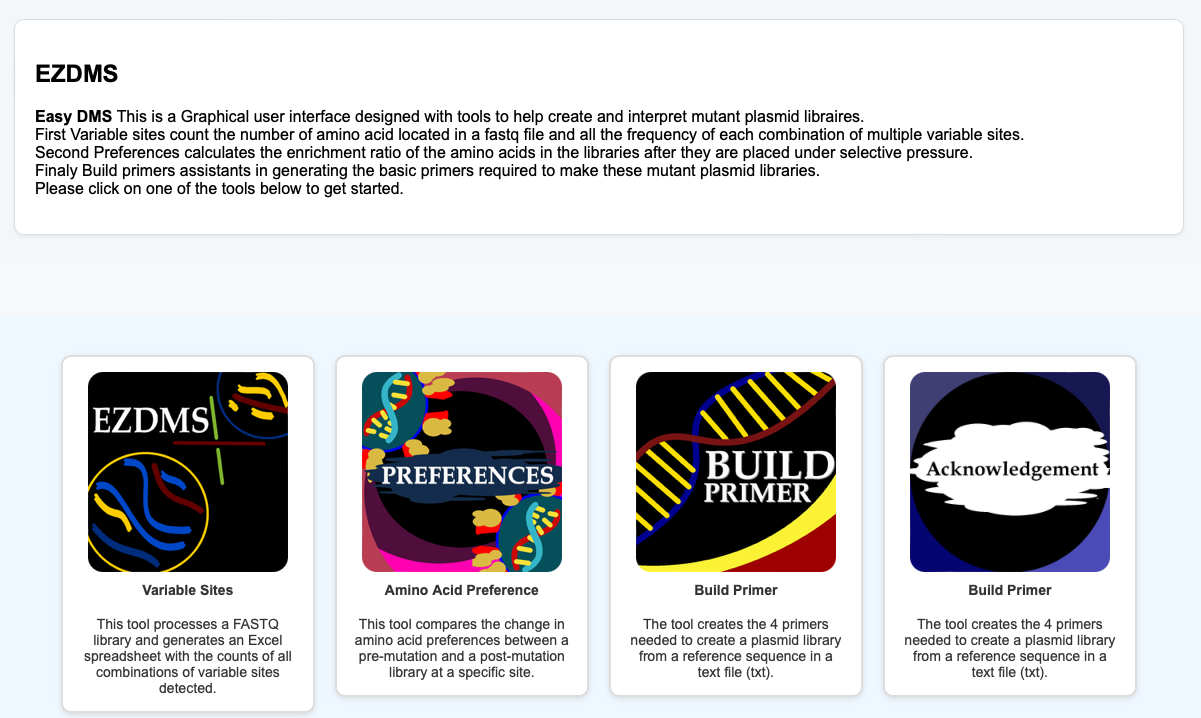 EZDMS
Easy DMS This is a Graphical user interface designed with tools to help create and interpret mutant plasmid libraires.
First Variable sites count the number of amino acid located in a fastq file and all the frequency of each combination of multiple variable sites.
Second Preferences calculates the enrichment ratio of the amino acids in the libraries after they are placed under selective pressure.
Finaly Build primers assistants in generating the basic primers required to make these mutant plasmid libraries.
Please click on one of the tools below to get started.
EZDMS
Variable Sites
This tool processes a FASTQ
library and generates an Excel
spreadsheet with the counts of all
combinations of variable sites
detected.
PREFERENCES
Amino Acid Preference
This tool compares the change in
amino acid preferences between a
pre-mutation and a post-mutation
library at a specific site.
BUILD
PRIMER
Build Primer
The tool creates the 4 primers
needed to create a plasmid library
from a reference sequence in a
text file (txt).
Acknowledgement
Build Primer
The tool creates the 4 primers
needed to create a plasmid library
from a reference sequence in a
text file (txt).